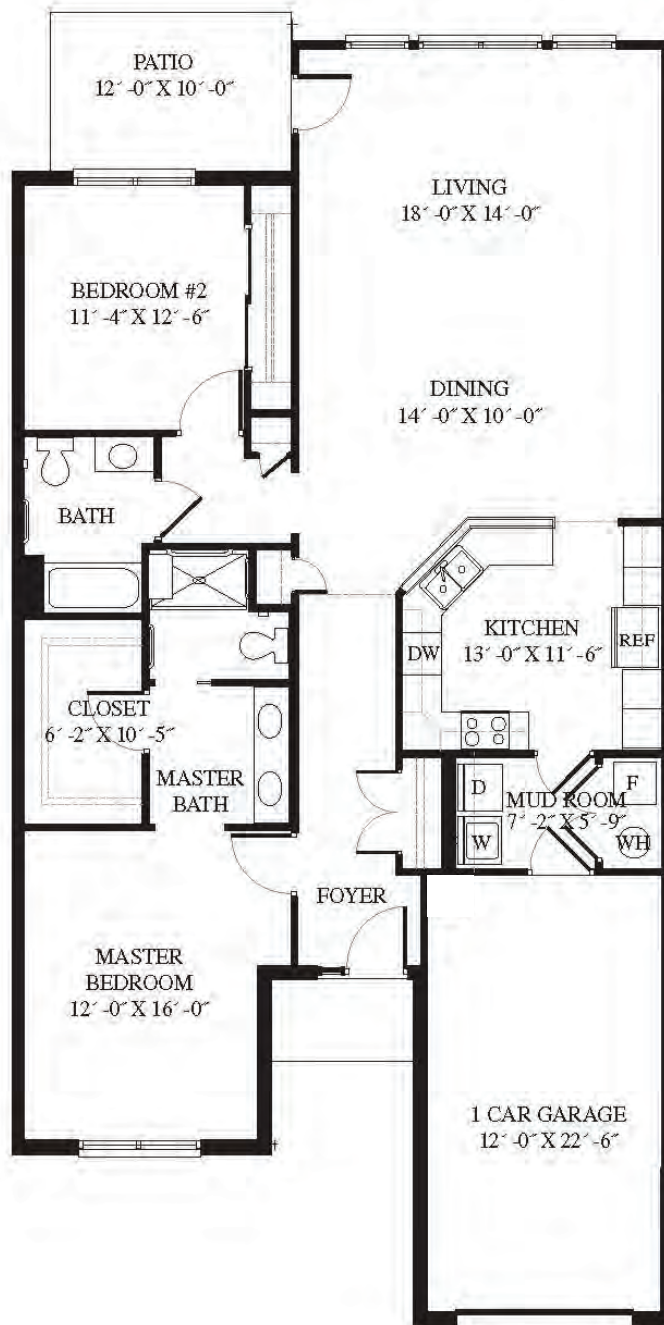 PATIO
12´-0˝ X 10´-0˝
LIVING
18´-0˝ X 14´-0˝
BEDROOM #2
11´-4˝ X 12´-6˝
DINING
14´-0˝ X 10´-0˝
BATH
KITCHEN
13´-0˝ X 11´-6˝
REF
DW
CLOSET
6´-2˝ X 10´-5˝
MASTER
BATH
D
MUD ROOM
7´-2˝ X 5´-9˝
F
W
WH
FOYER
MASTER
BEDROOM
12´-0˝ X 16´-0˝
1 CAR GARAGE
12´-0˝ X 22´-6˝